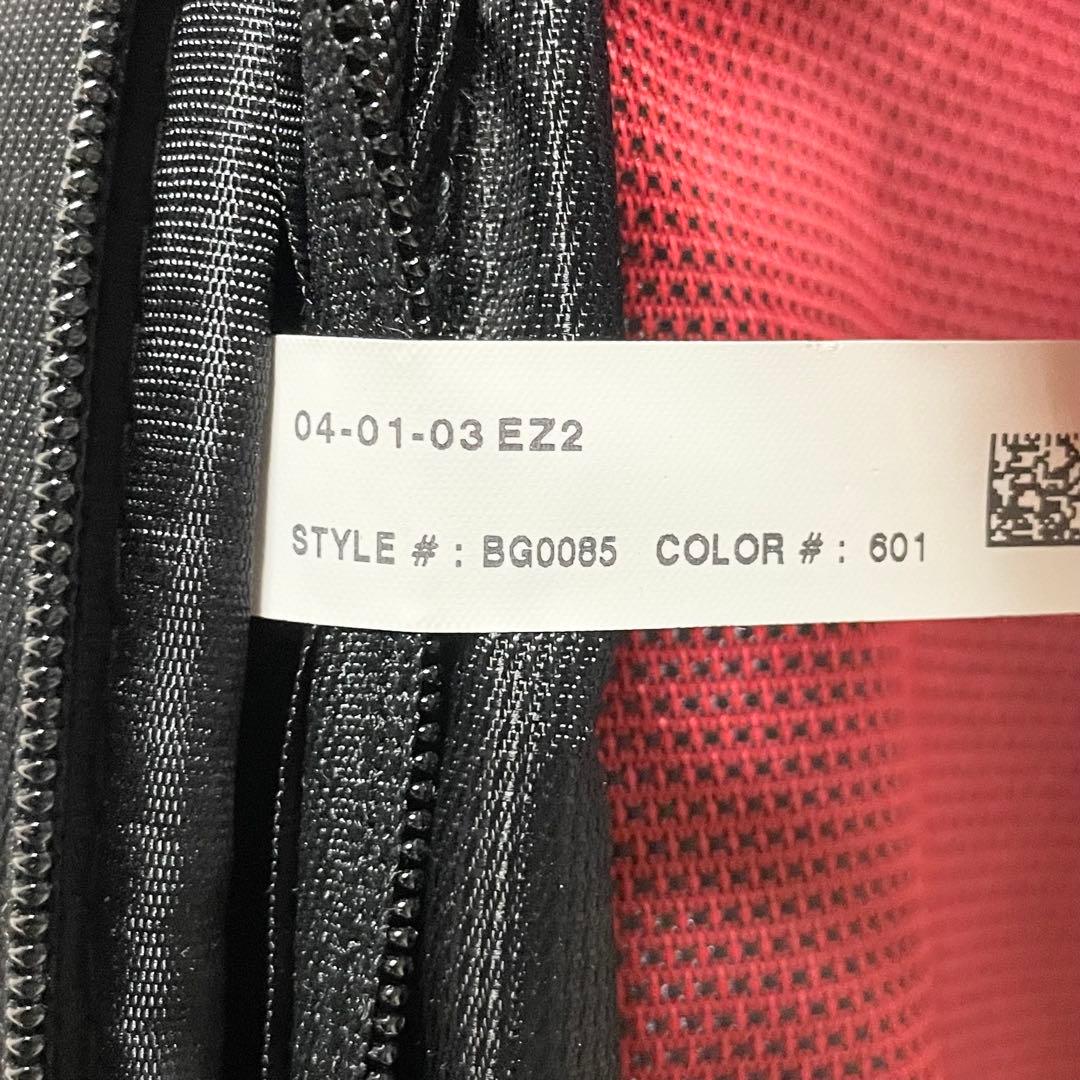 04-01-03 EZ2
STYLE # : BG0085 COLOR # : 601